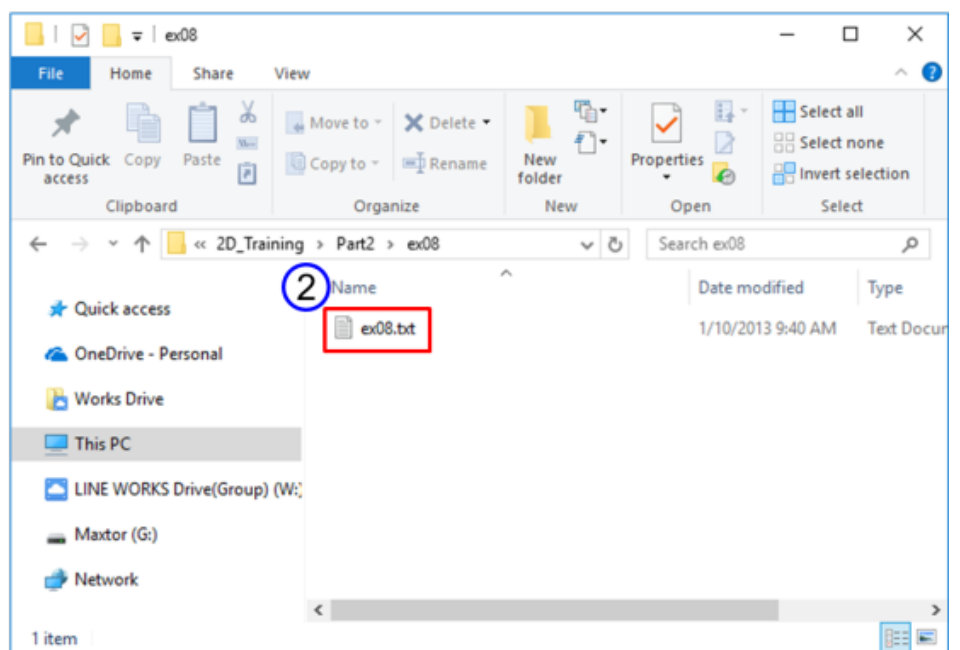 ex08
File Home Share View
Pin to Quick access
Copy
Paste
Move to
Copy to
Delete
Rename
New folder
Properties
Select all
Select none
Invert selection
Clipboard Organize New Open Select
« 2D_Training > Part2 > ex08
Search ex08
2
Name Date modified Type
ex08.txt 1/10/2013 9:40 AM Text Docur
Quick access
OneDrive - Personal
Works Drive
This PC
LINE WORKS Drive(Group) (W:)
Maxtor (G:)
Network
1 item